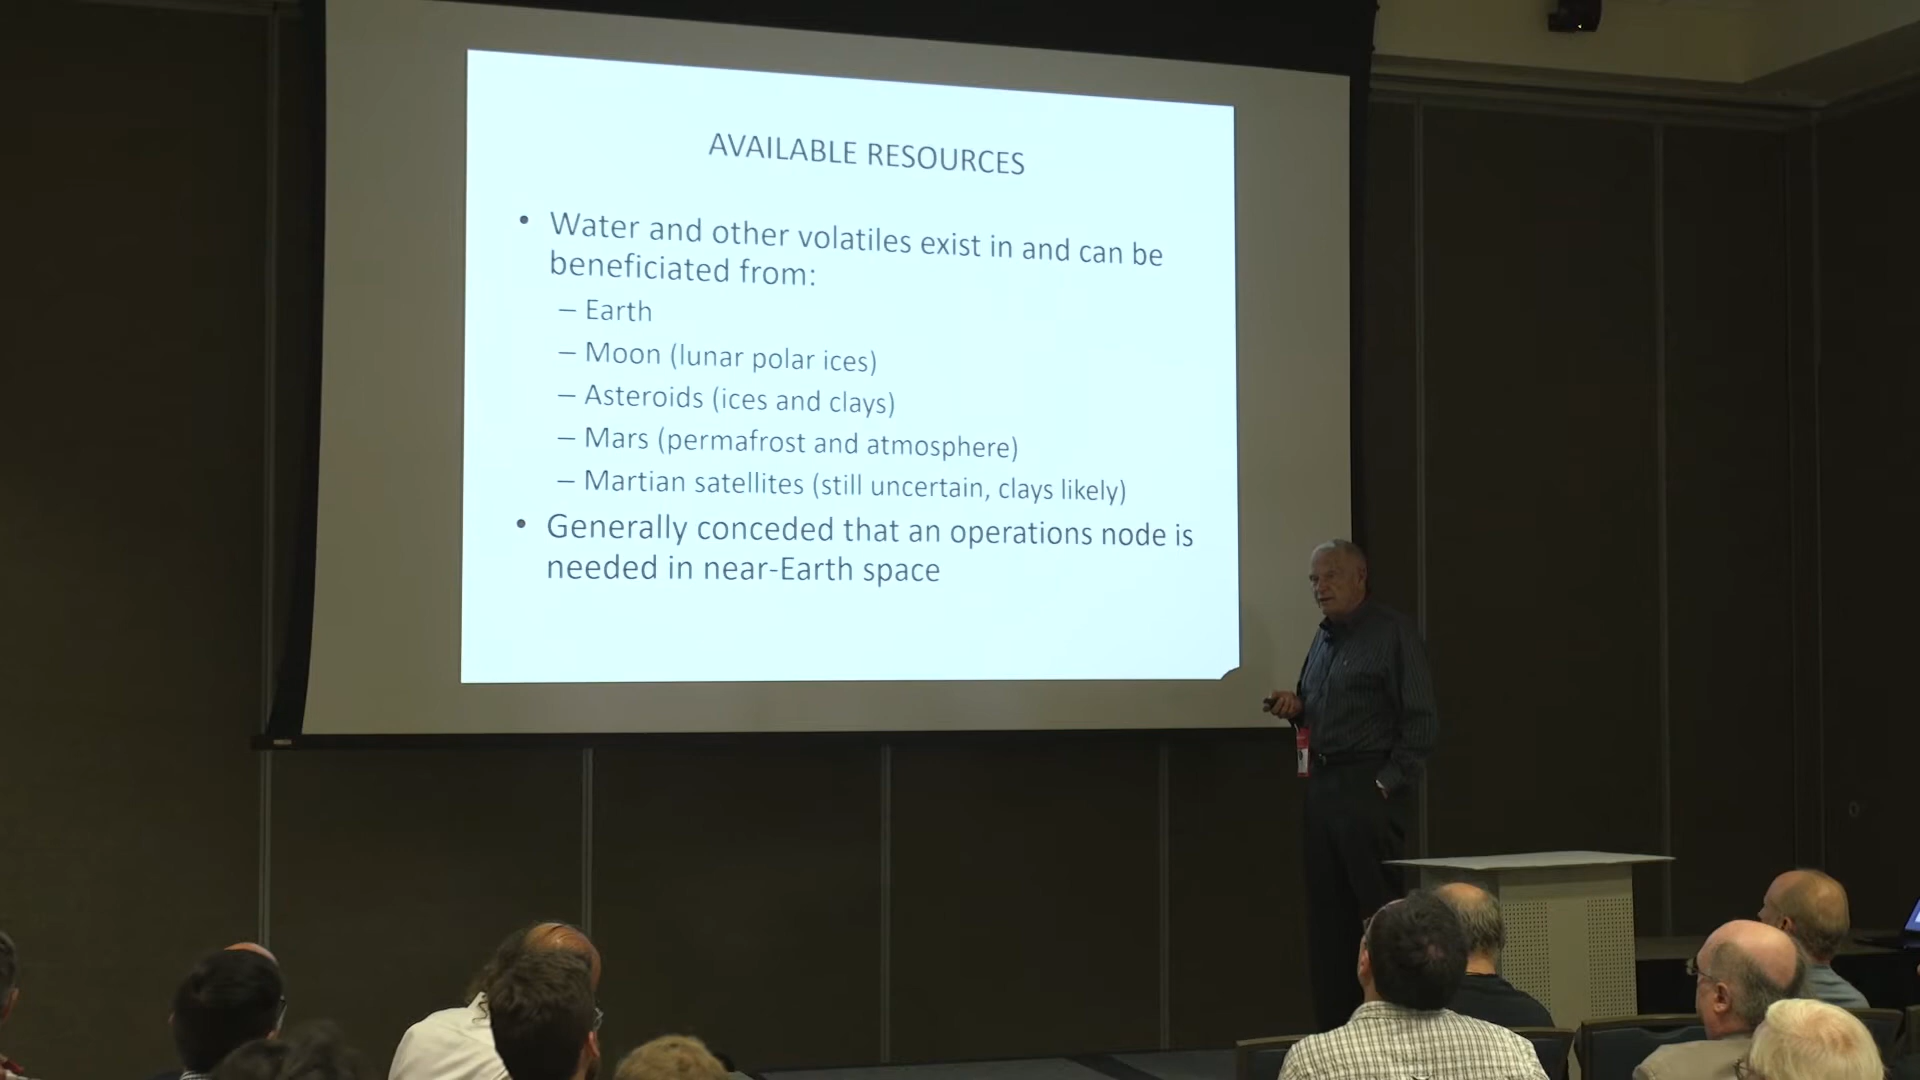 AVAILABLE RESOURCES
• Water and other volatiles exist in and can be
beneficiated from:
– Earth
– Moon (lunar polar ices)
– Asteroids (ices and clays)
– Mars (permafrost and atmosphere)
– Martian satellites (still uncertain, clays likely)
• Generally conceded that an operations node is
needed in near-Earth space